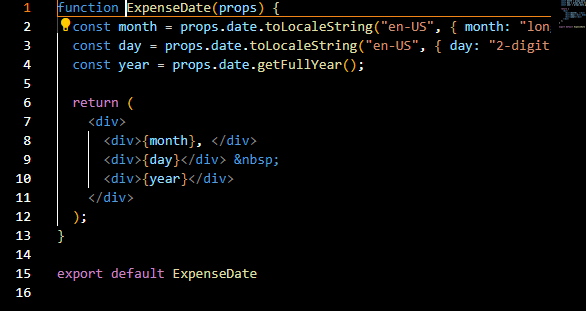 1 function ExpenseDate(props) {
2 const month = props.date.toLocaleString("en-US", { month: "lon
3 const day = props.date.toLocaleString("en-US", { day: "2-digit
4 const year = props.date.getFullYear();
5
6 return (
7 <div>
8 <div>{month}, </div>
9 <div>{day}</div> &nbsp;
10 <div>{year}</div>
11 </div>
12 );
13 }
14
15 export default ExpenseDate
16